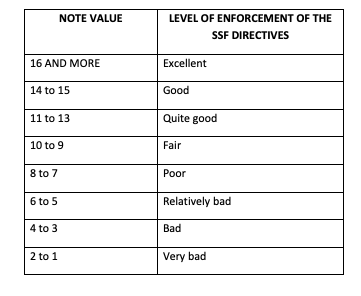 NOTE VALUE
LEVEL OF ENFORCEMENT OF THE
SSF DIRECTIVES
16 AND MORE Excellent
14 to 15 Good
11 to 13 Quite good
10 to 9 Fair
8 to 7 Poor
6 to 5 Relatively bad
4 to 3 Bad
2 to 1 Very bad